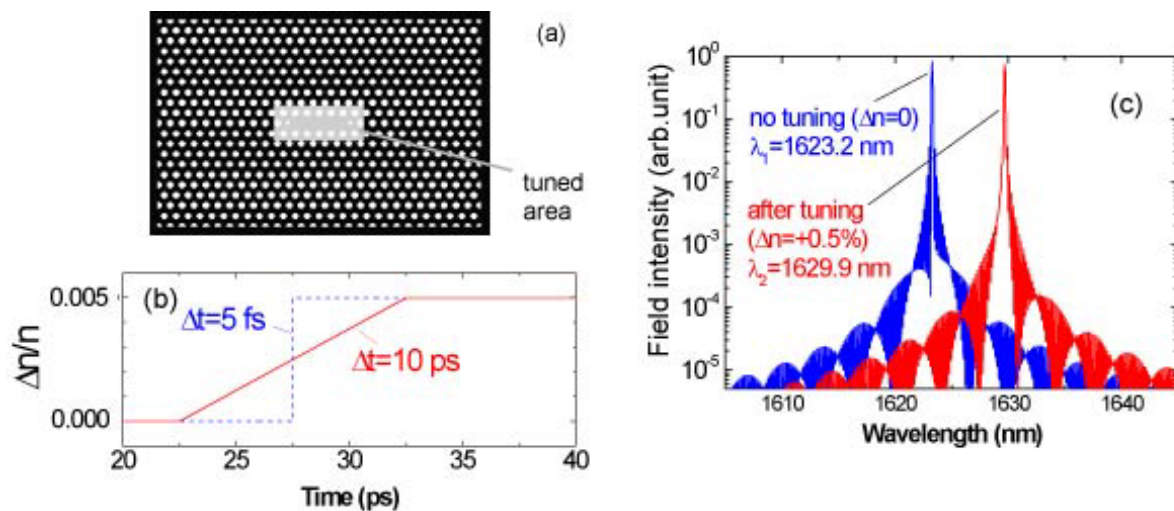 (a)
tuned
area
(b)
Δt=5 fs
Δt=10 ps
0.005
0.000
Δn/n
20 25 30 35 40
Time (ps)
(c)
no tuning (Δn=0)
λ₁=1623.2 nm
after tuning
(Δn=+0.5%)
λ₂=1629.9 nm
10⁰
10⁻¹
10⁻²
10⁻³
10⁻⁴
10⁻⁵
Field intensity (arb.unit)
1610 1620 1630 1640
Wavelength (nm)